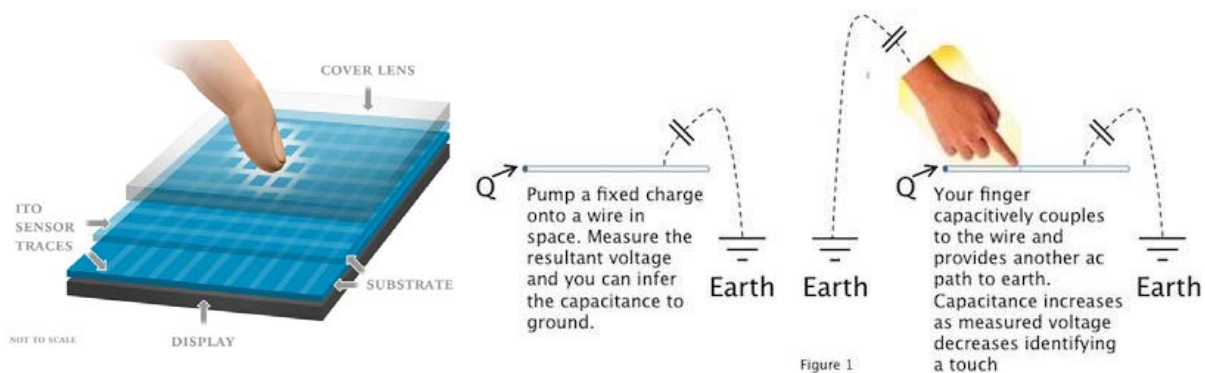 COVER LENS
ITO
SENSOR
TRACES
SUBSTRATE
DISPLAY
NOT TO SCALE
Q
Pump a fixed charge
onto a wire in
space. Measure the
resultant voltage
and you can infer
the capacitance to
ground.
Earth
Earth
Q
Your finger
capacitively couples
to the wire and
provides another ac
path to earth.
Capacitance increases
as measured voltage
decreases identifying
a touch
Earth
Figure 1